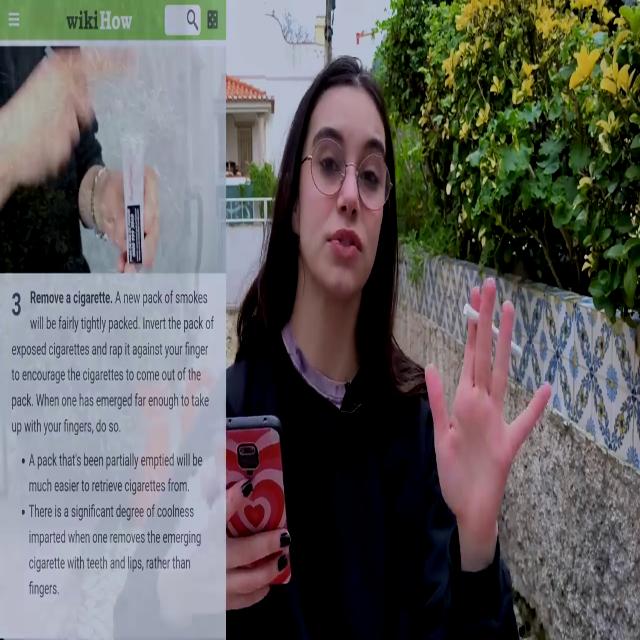 wikiHow
3 Remove a cigarette. A new pack of smokes
will be fairly tightly packed. Invert the pack of
exposed cigarettes and rap it against your finger
to encourage the cigarettes to come out of the
pack. When one has emerged far enough to take
up with your fingers, do so.
• A pack that's been partially emptied will be
much easier to retrieve cigarettes from.
• There is a significant degree of coolness
imparted when one removes the emerging
cigarette with teeth and lips, rather than
fingers.